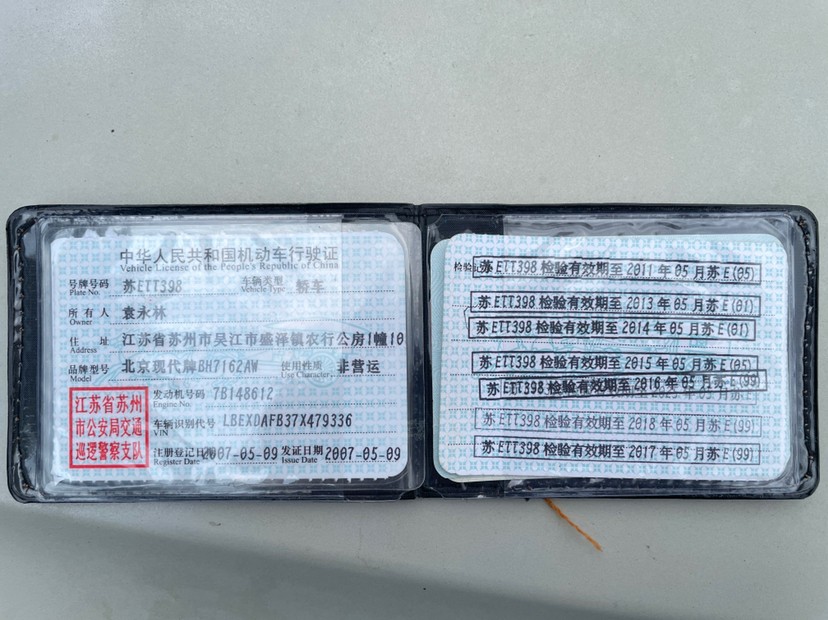 中华人民共和国机动车行驶证
Vehicle License of the People's Republic of China
号牌号码 苏ETT398 车辆类型 轿车
Plate No. Vehicle Type
所有人 袁永林
Owner
住址 江苏省苏州市吴江市盛泽镇农行公房1幢10
Address
品牌型号 北京现代牌BH7162AW 使用性质 非营运
Model Use Character
江苏省苏州
市公安局交通
巡逻警察支队
发动机号码 7B148612
Engine No.
车辆识别代号 LBEXDAFB37X479336
VIN
注册登记日 2007-05-09 发证日期 2007-05-09
Register Date Issue Date
检验记
苏ETT398 检验有效期至 2011 年 05 月苏 E(05)
苏ETT398 检验有效期至 2013 年 05 月苏 E(01)
苏ETT398 检验有效期至 2014 年 05 月苏 E(01)
苏ETT398 检验有效期至 2015 年 05 月苏 E(05)
苏ETT398 检验有效期至 2016 年 05 月苏 E(99)
苏ETT398 检验有效期至 2018 年 05 月苏 E(99)
苏ETT398 检验有效期至 2017 年 05 月苏 E(99)